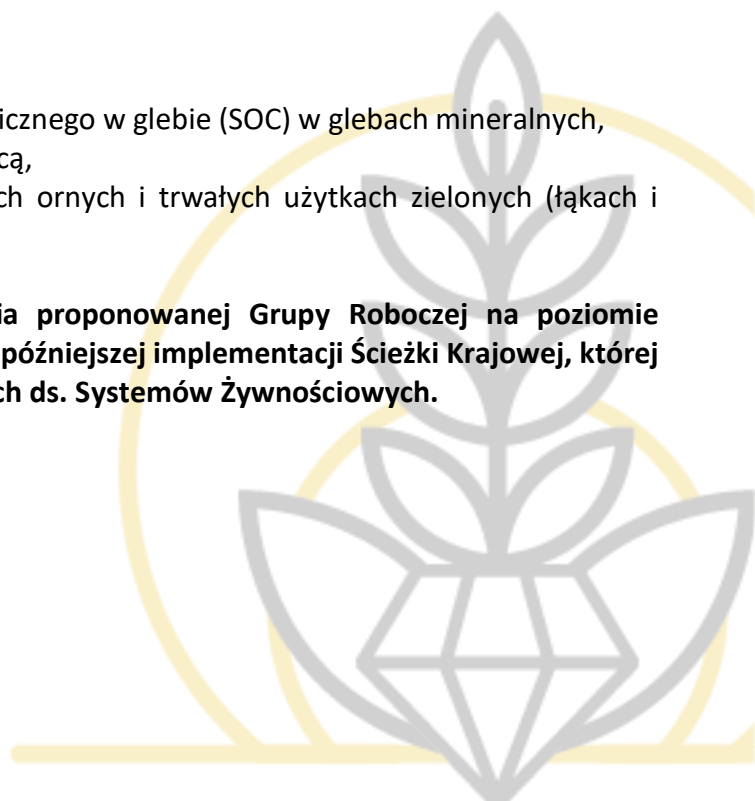 icznego w glebie (SOC) w glebach mineralnych,
cą,
ch ornych i trwałych użytkach zielonych (łąkach i
ia proponowanej Grupy Roboczej na poziomie
późniejszej implementacji Ścieżki Krajowej, której
ch ds. Systemów Żywnościowych.